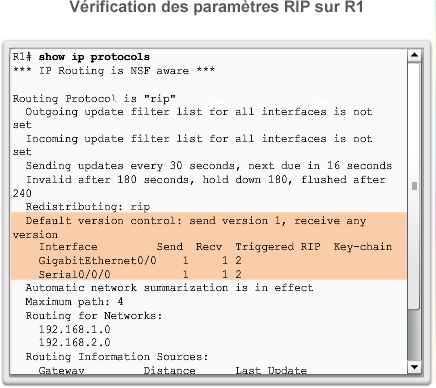 Vérification des paramètres RIP sur R1
R1# show ip protocols
*** IP Routing is NSF aware ***
Routing Protocol is "rip"
Outgoing update filter list for all interfaces is not
set
Incoming update filter list for all interfaces is not
set
Sending updates every 30 seconds, next due in 16 seconds
Invalid after 180 seconds, hold down 180, flushed after
240
Redistributing: rip
Default version control: send version 1, receive any
version
Interface Send Recv Triggered RIP Key-chain
GigabitEthernet0/0 1 1 2
Serial0/0/0 1 1 2
Automatic network summarization is in effect
Maximum path: 4
Routing for Networks:
192.168.1.0
192.168.2.0
Routing Information Sources:
Gateway Distance Last Update